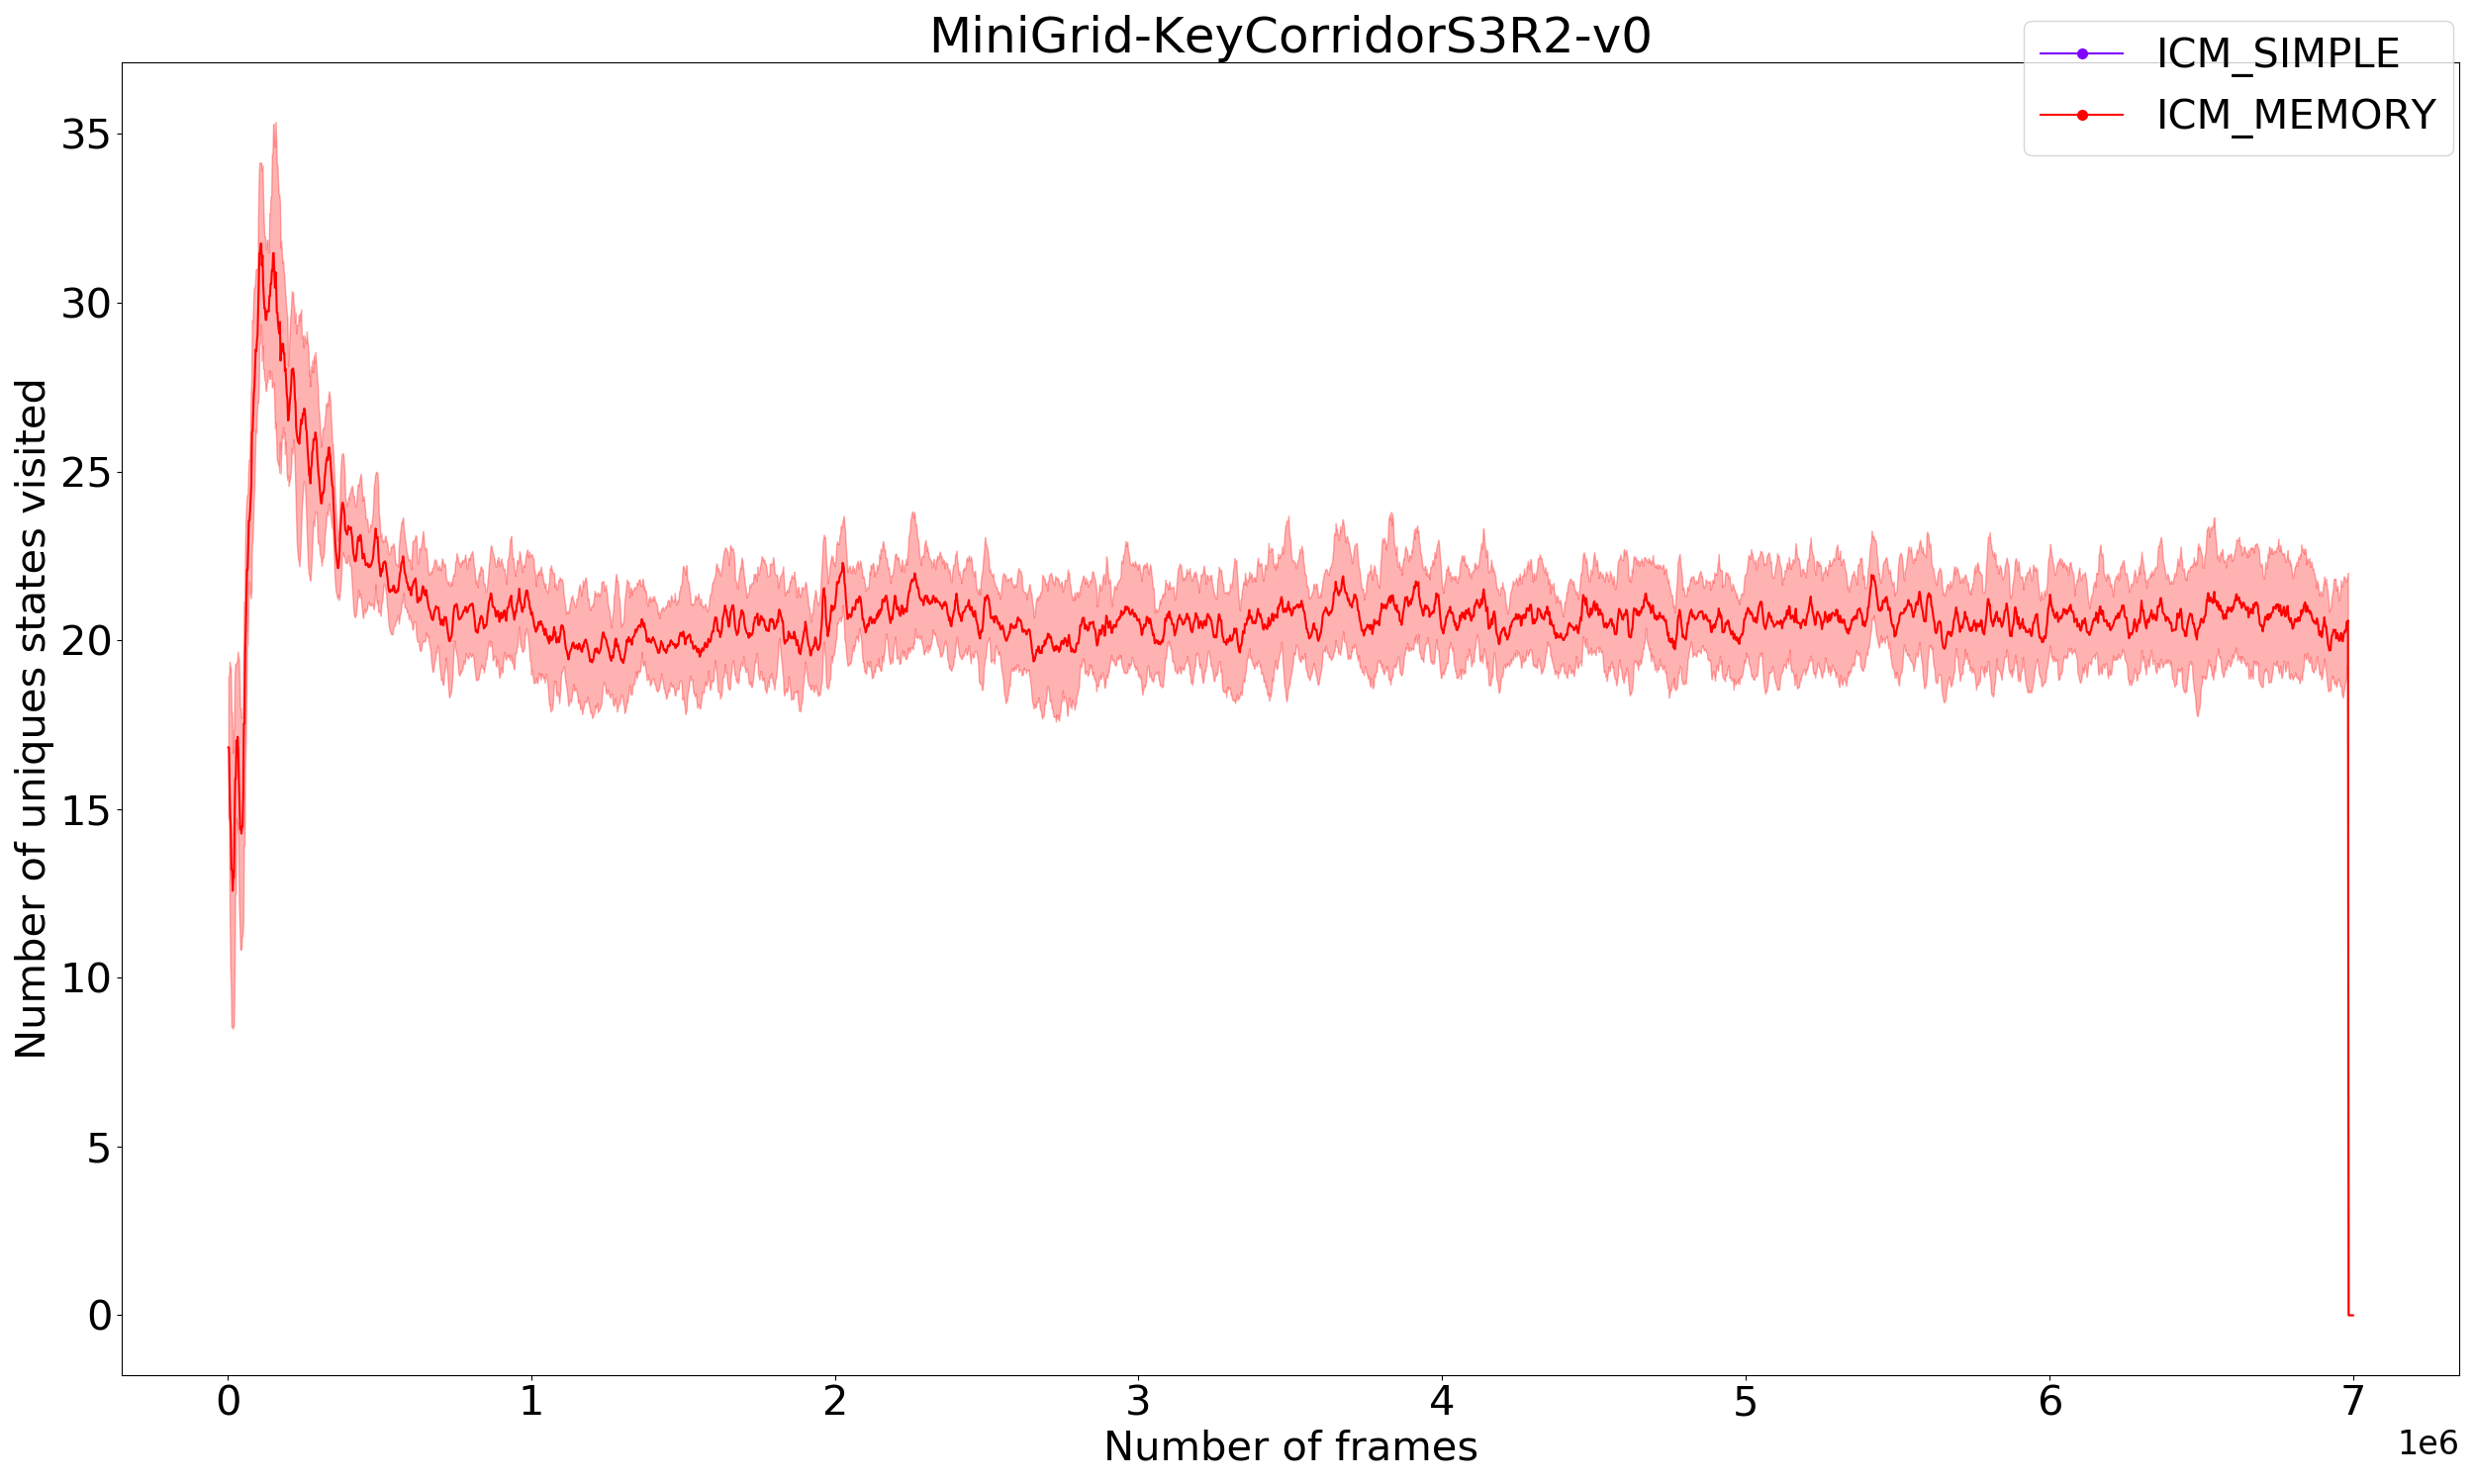 MiniGrid-KeyCorridorS3R2-v0
ICM_SIMPLE
ICM_MEMORY
Number of uniques states visited
35
30
25
20
15
10
5
0
0 1 2 3 4 5 6 7
1e6
Number of frames